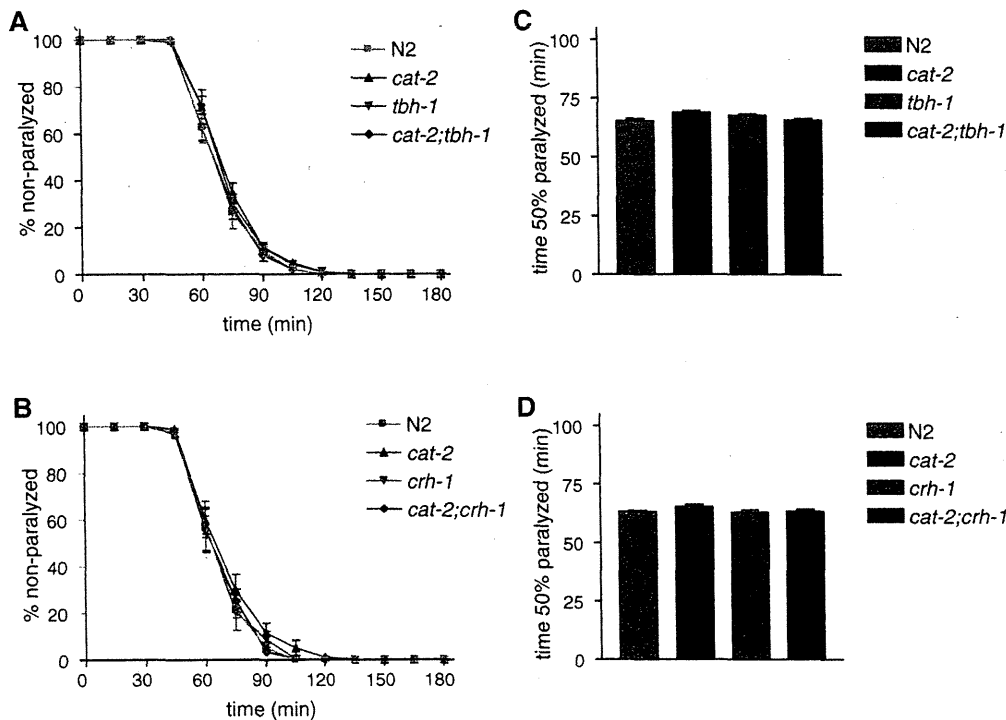 A
% non-paralyzed
100
80
60
40
20
0
0 30 60 90 120 150 180
time (min)
N2
cat-2
tbh-1
cat-2;tbh-1
C
time 50% paralyzed (min)
100
75
50
25
0
N2
cat-2
tbh-1
cat-2;tbh-1
B
% non-paralyzed
100
80
60
40
20
0
0 30 60 90 120 150 180
time (min)
N2
cat-2
crh-1
cat-2;crh-1
D
time 50% paralyzed (min)
100
75
50
25
0
N2
cat-2
crh-1
cat-2;crh-1